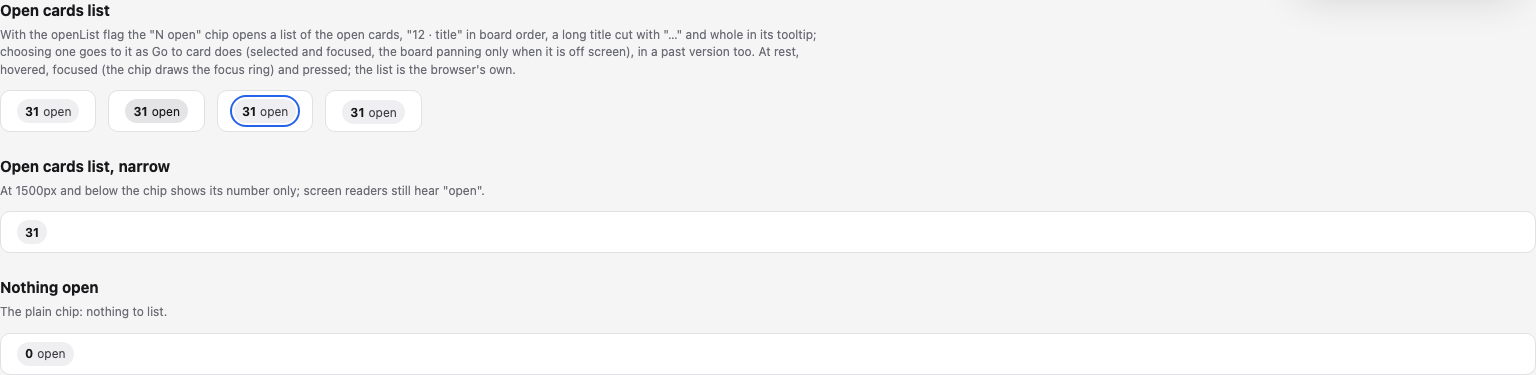 Open cards list
With the openList flag the "N open" chip opens a list of the open cards, "12 · title" in board order, a long title cut with "..." and whole in its tooltip;
choosing one goes to it as Go to card does (selected and focused, the board panning only when it is off screen), in a past version too. At rest,
hovered, focused (the chip draws the focus ring) and pressed; the list is the browser's own.
31 open 31 open 31 open 31 open
Open cards list, narrow
At 1500px and below the chip shows its number only; screen readers still hear "open".
31
Nothing open
The plain chip: nothing to list.
0 open